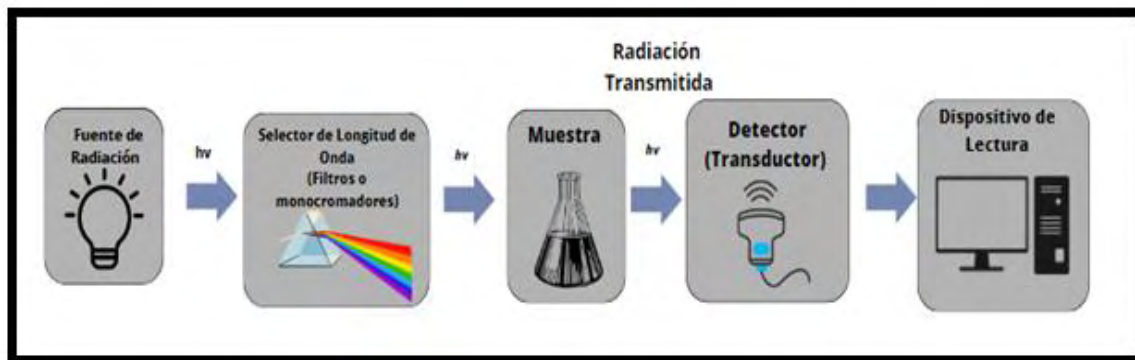 Fuente de
Radiación
hv
Selector de Longitud de
Onda
(Filtros o
monocromadores)
hv
Muestra
Radiación
Transmitida
hv
Detector
(Transductor)
Dispositivo de
Lectura